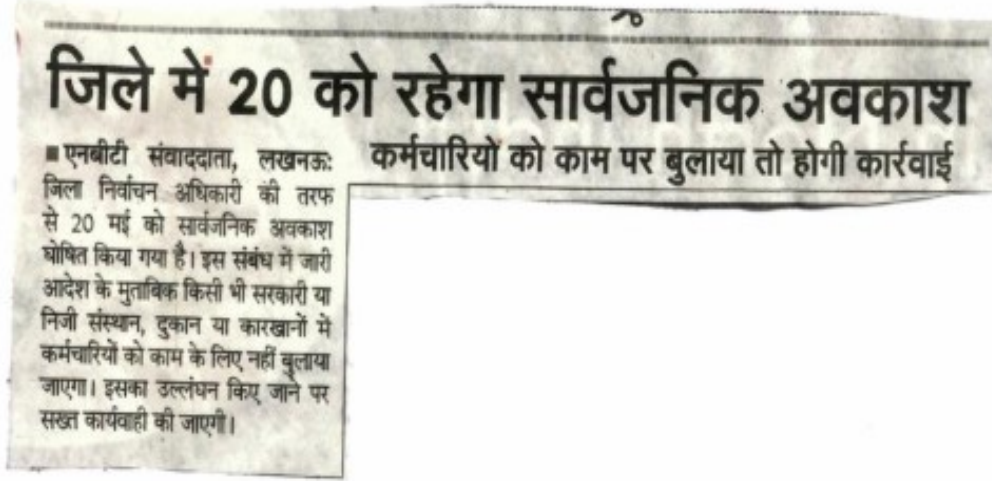 जिले में 20 को रहेगा सार्वजनिक अवकाश
कर्मचारियों को काम पर बुलाया तो होगी कार्रवाई
■ एनबीटी संवाददाता, लखनऊ:
जिला निर्वाचन अधिकारी की तरफ
से 20 मई को सार्वजनिक अवकाश
घोषित किया गया है। इस संबंध में जारी
आदेश के मुताबिक किसी भी सरकारी या
निजी संस्थान, दुकान या कारखानों में
कर्मचारियों को काम के लिए नहीं बुलाया
जाएगा। इसका उल्लंघन किए जाने पर
सख्त कार्यवाही की जाएगी।